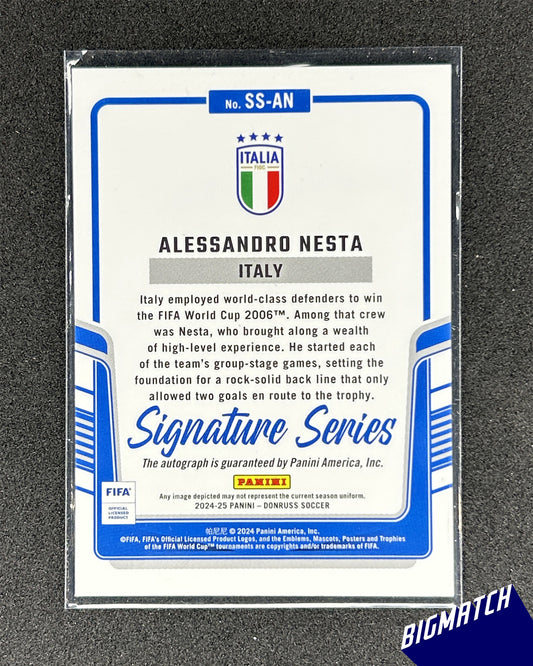 No. SS-AN
ITALIA
FIGC
ALESSANDRO NESTA
ITALY
Italy employed world-class defenders to win
the FIFA World Cup 2006™. Among that crew
was Nesta, who brought along a wealth
of high-level experience. He started each
of the team's group-stage games, setting the
foundation for a rock-solid back line that only
allowed two goals en route to the trophy.
Signature Series
The autograph is guaranteed by Panini America, Inc.
PANINI
FIFA®
OFFICIAL
LICENSED
PRODUCT
Any image depicted may not represent the current season uniform.
2024-25 PANINI – DONRUSS SOCCER
帕尼尼 © 2024 Panini America, Inc.
©FIFA, FIFA's Official Licensed Product Logos, and the Emblems, Mascots, Posters and Trophies
of the FIFA World Cup™ tournaments are copyrights and/or trademarks of FIFA.
BIGMATCH